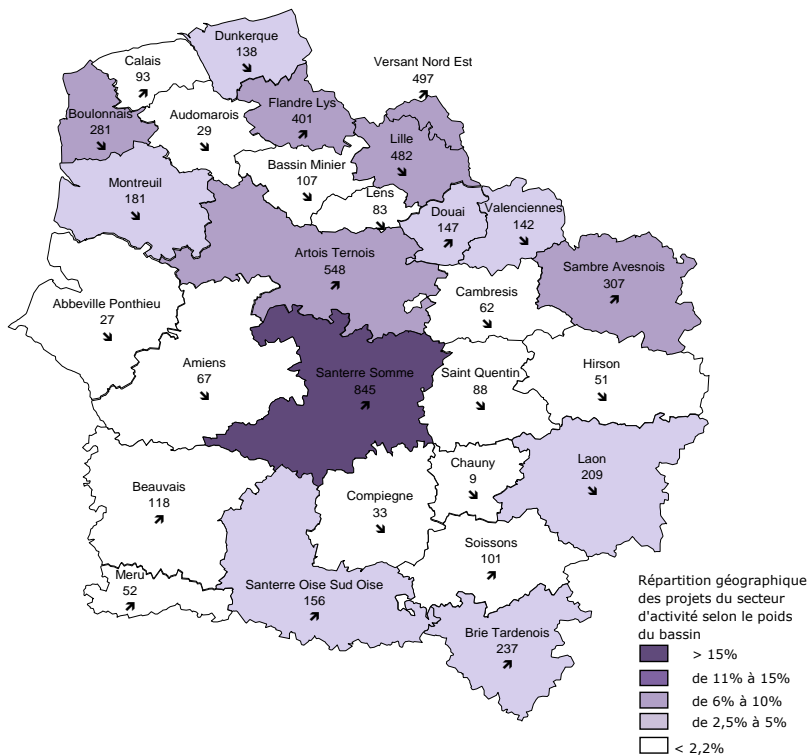 Dunkerque
138
Calais
93
Versant Nord Est
497
Boulonnais
281
Audomarois
29
Flandre Lys
401
Lille
482
Bassin Minier
107
Montreuil
181
Lens
83
Douai
147
Valenciennes
142
Artois Ternois
548
Sambre Avesnois
307
Abbeville Ponthieu
27
Cambresis
62
Amiens
67
Santerre Somme
845
Saint Quentin
88
Hirson
51
Chauny
9
Laon
209
Beauvais
118
Compiegne
33
Soissons
101
Meru
52
Santerre Oise Sud Oise
156
Brie Tardenois
237
Répartition géographique
des projets du secteur
d'activité selon le poids
du bassin
> 15%
de 11% à 15%
de 6% à 10%
de 2,5% à 5%
< 2,2%